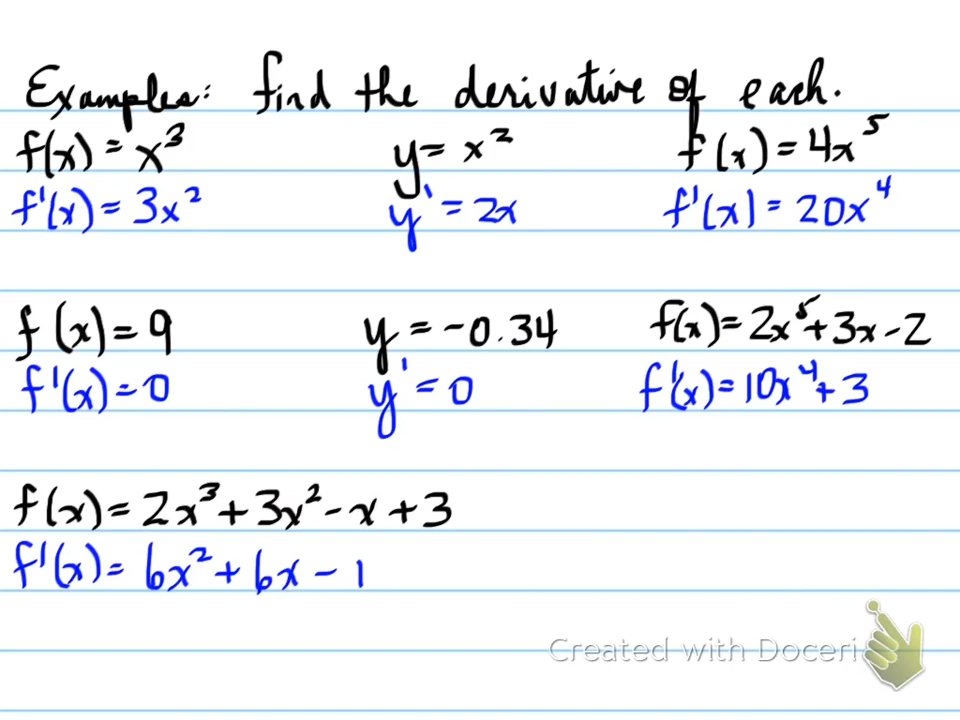 Examples: find the derivative of each.
f(x) = x³ y = x² f(x) = 4x⁵
f'(x) = 3x² y' = 2x f'(x) = 20x⁴
f(x) = 9 y = -0.34 f(x) = 2x⁵ + 3x - 2
f'(x) = 0 y' = 0 f'(x) = 10x⁴ + 3
f(x) = 2x³ + 3x² - x + 3
f'(x) = 6x² + 6x - 1
Created with Doceri